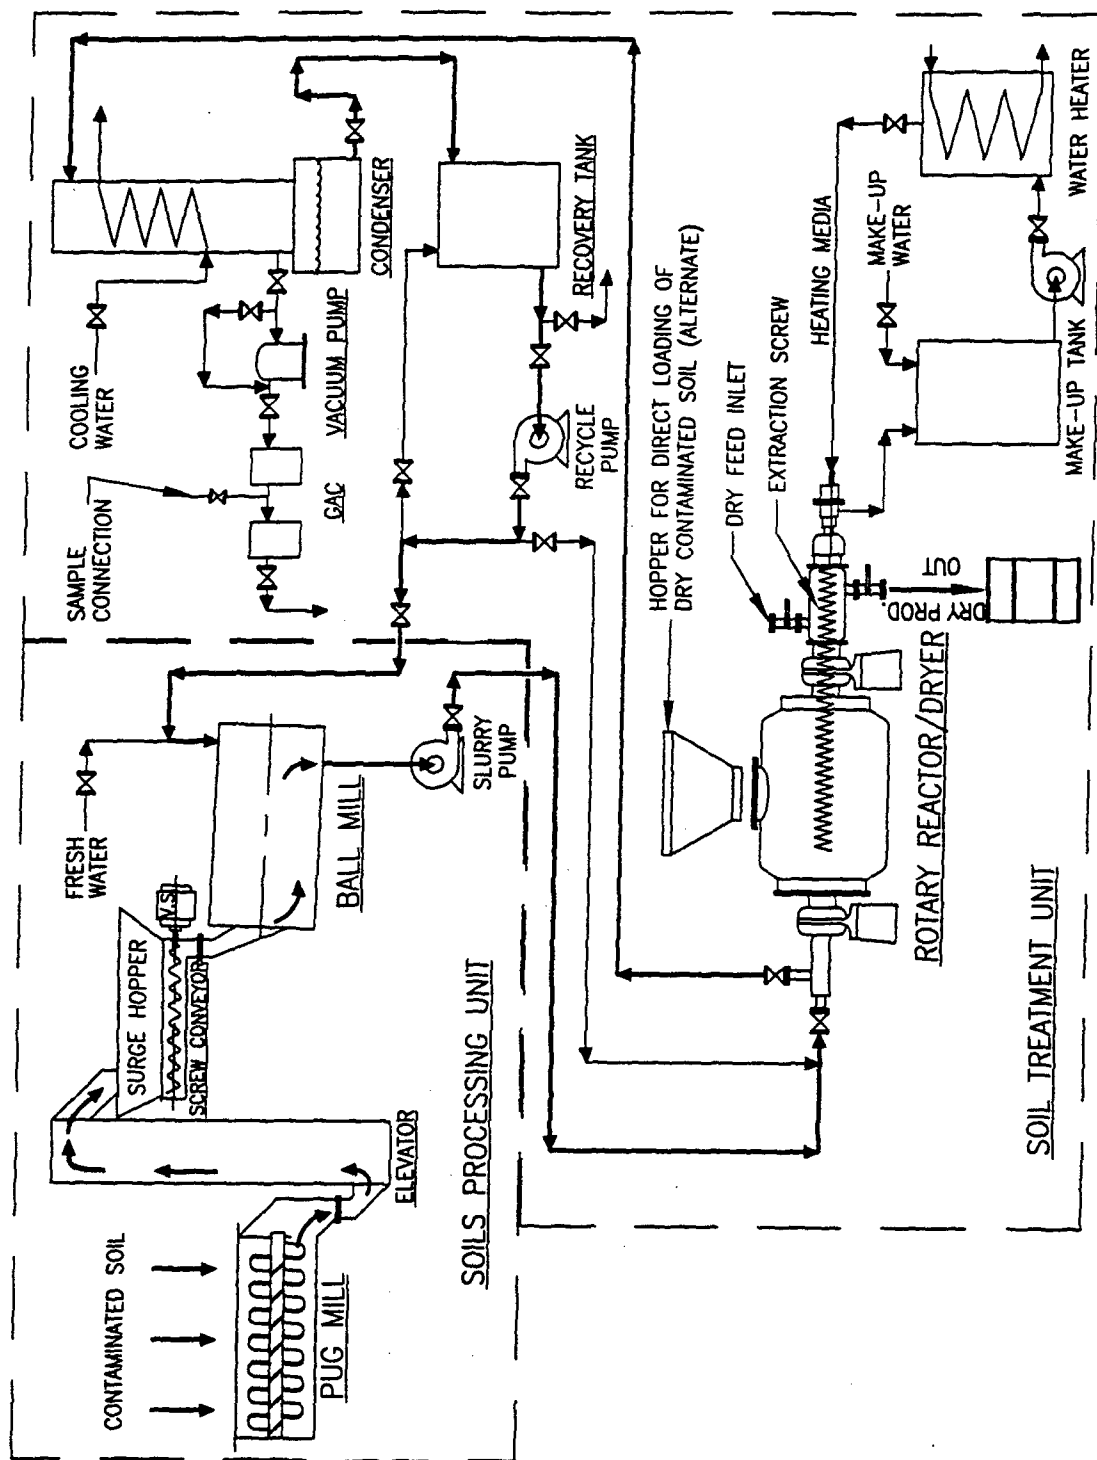 CONTAMINATED SOIL
PUG MILL
ELEVATOR
SURGE HOPPER
SCREW CONVEYOR
V.S.
FRESH
WATER
BALL MILL
SLURRY
PUMP
SOILS PROCESSING UNIT
SAMPLE
CONNECTION
GAC
COOLING
WATER
VACUUM PUMP
CONDENSER
RECOVERY TANK
RECYCLE
PUMP
HOPPER FOR DIRECT LOADING OF
DRY CONTAMINATED SOIL (ALTERNATE)
DRY FEED INLET
EXTRACTION SCREW
HEATING MEDIA
MAKE-UP
WATER
WATER HEATER
MAKE-UP TANK
DRY PROD.
OUT
ROTARY REACTOR/DRYER
SOIL TREATMENT UNIT